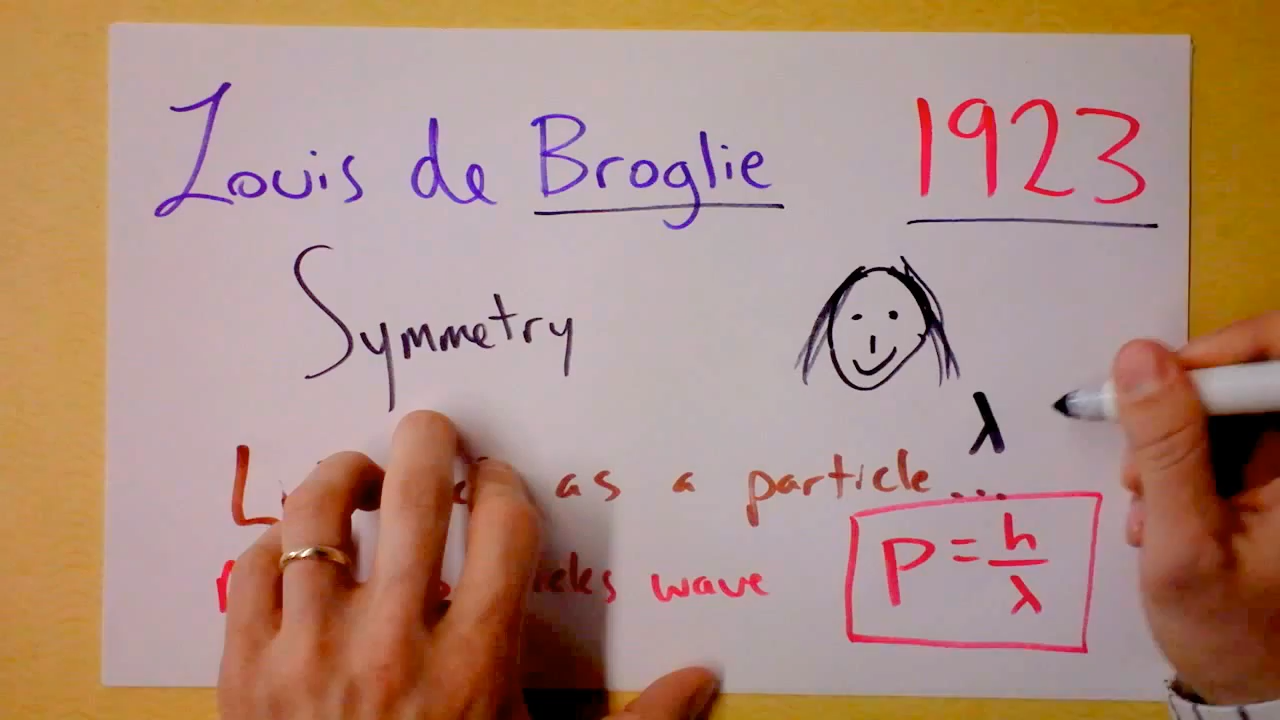 Louis de Broglie 1923
Symmetry
λ
as a particle...
wave
P = h/λ